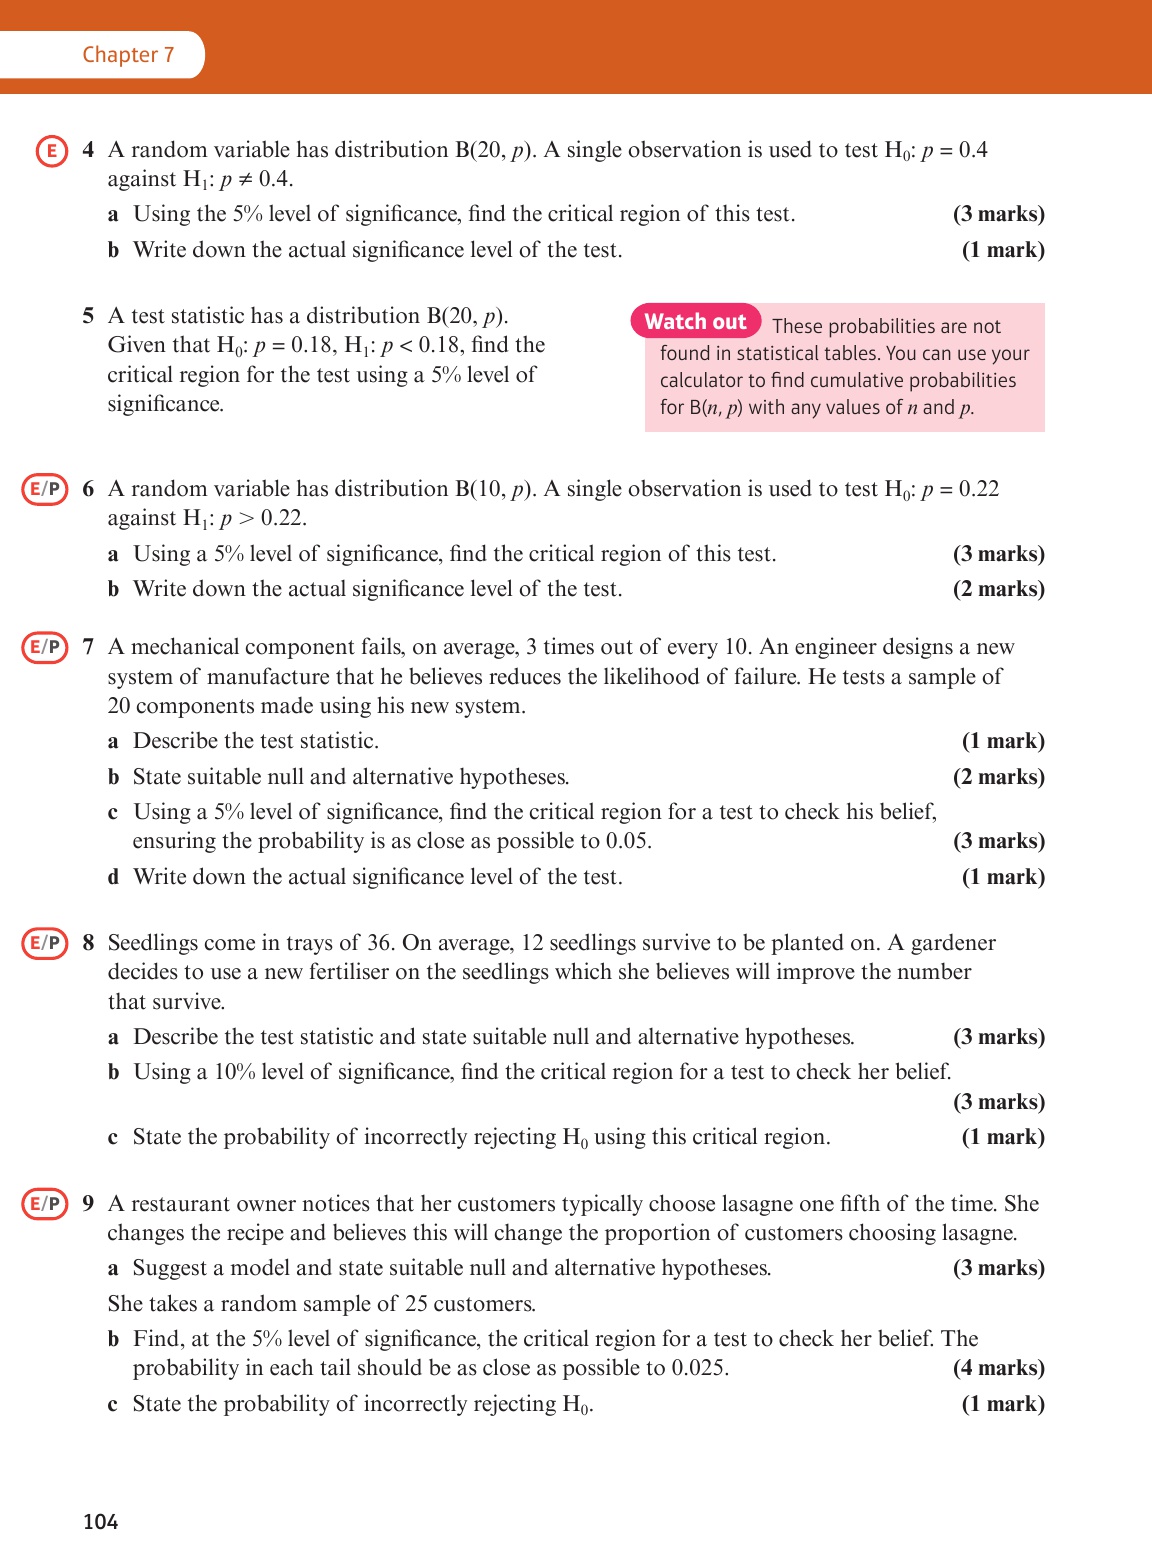 Chapter 7
E 4 A random variable has distribution B(20, p). A single observation is used to test H₀: p = 0.4
against H₁: p ≠ 0.4.
a Using the 5% level of significance, find the critical region of this test. (3 marks)
b Write down the actual significance level of the test. (1 mark)
5 A test statistic has a distribution B(20, p).
Given that H₀: p = 0.18, H₁: p < 0.18, find the
critical region for the test using a 5% level of
significance.
Watch out These probabilities are not
found in statistical tables. You can use your
calculator to find cumulative probabilities
for B(n, p) with any values of n and p.
E/P 6 A random variable has distribution B(10, p). A single observation is used to test H₀: p = 0.22
against H₁: p > 0.22.
a Using a 5% level of significance, find the critical region of this test. (3 marks)
b Write down the actual significance level of the test. (2 marks)
E/P 7 A mechanical component fails, on average, 3 times out of every 10. An engineer designs a new
system of manufacture that he believes reduces the likelihood of failure. He tests a sample of
20 components made using his new system.
a Describe the test statistic. (1 mark)
b State suitable null and alternative hypotheses. (2 marks)
c Using a 5% level of significance, find the critical region for a test to check his belief,
ensuring the probability is as close as possible to 0.05. (3 marks)
d Write down the actual significance level of the test. (1 mark)
E/P 8 Seedlings come in trays of 36. On average, 12 seedlings survive to be planted on. A gardener
decides to use a new fertiliser on the seedlings which she believes will improve the number
that survive.
a Describe the test statistic and state suitable null and alternative hypotheses. (3 marks)
b Using a 10% level of significance, find the critical region for a test to check her belief.
(3 marks)
c State the probability of incorrectly rejecting H₀ using this critical region. (1 mark)
E/P 9 A restaurant owner notices that her customers typically choose lasagne one fifth of the time. She
changes the recipe and believes this will change the proportion of customers choosing lasagne.
a Suggest a model and state suitable null and alternative hypotheses. (3 marks)
She takes a random sample of 25 customers.
b Find, at the 5% level of significance, the critical region for a test to check her belief. The
probability in each tail should be as close as possible to 0.025. (4 marks)
c State the probability of incorrectly rejecting H₀. (1 mark)
104